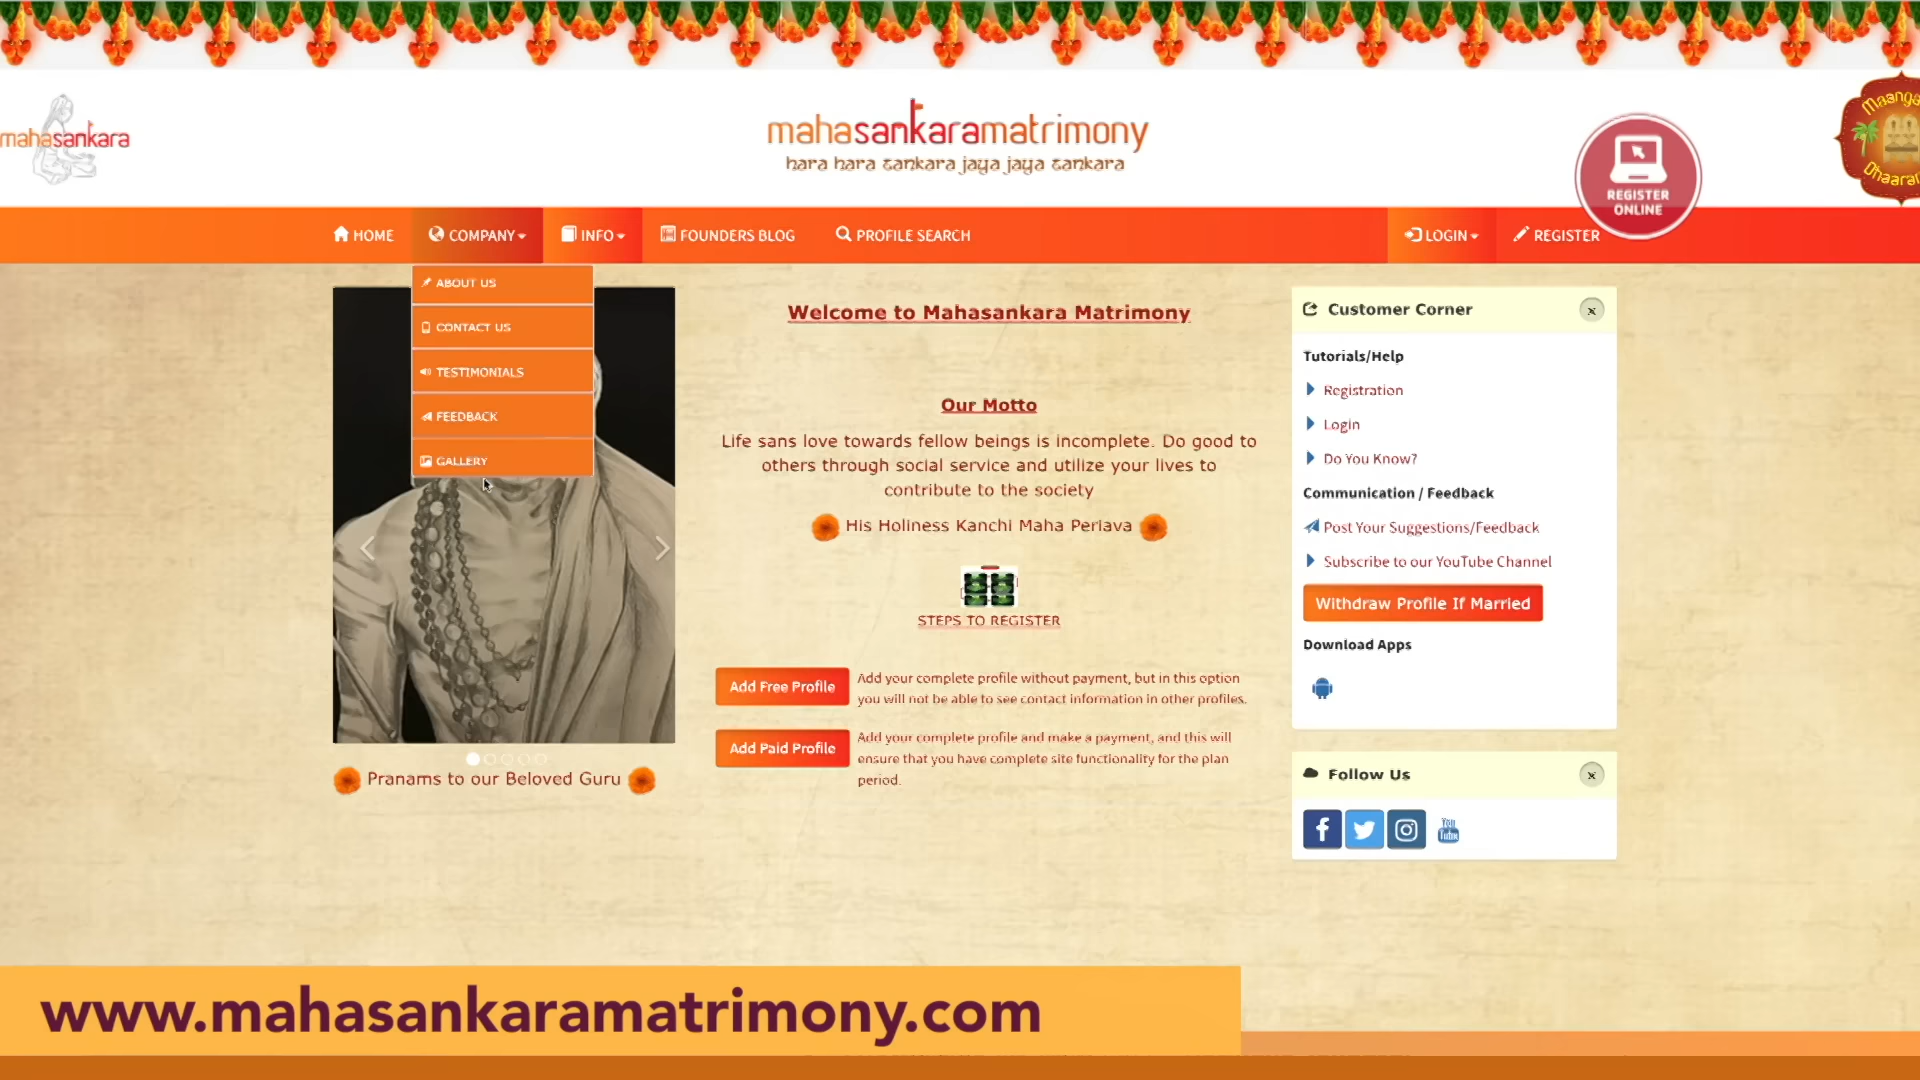 mahasankara
mahasankaramatrimony
hara hara sankara jaya jaya sankara
REGISTER
ONLINE
Maanga
Dhaaran
HOME
COMPANY
INFO
FOUNDERS BLOG
PROFILE SEARCH
LOGIN
REGISTER
ABOUT US
CONTACT US
TESTIMONIALS
FEEDBACK
GALLERY
Pranams to our Beloved Guru
Welcome to Mahasankara Matrimony
Our Motto
Life sans love towards fellow beings is incomplete. Do good to
others through social service and utilize your lives to
contribute to the society
His Holiness Kanchi Maha Periava
STEPS TO REGISTER
Add Free Profile
Add your complete profile without payment, but in this option
you will not be able to see contact information in other profiles.
Add Paid Profile
Add your complete profile and make a payment, and this will
ensure that you have complete site functionality for the plan
period.
Customer Corner
Tutorials/Help
Registration
Login
Do You Know?
Communication / Feedback
Post Your Suggestions/Feedback
Subscribe to our YouTube Channel
Withdraw Profile If Married
Download Apps
Follow Us
You
Tube
www.mahasankaramatrimony.com